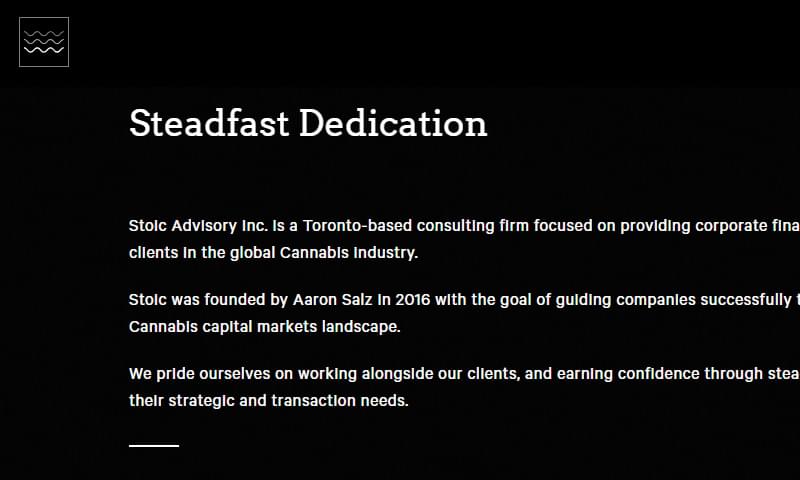 Steadfast Dedication
Stoic Advisory Inc. is a Toronto-based consulting firm focused on providing corporate fina
clients in the global Cannabis industry.
Stoic was founded by Aaron Salz in 2016 with the goal of guiding companies successfully t
Cannabis capital markets landscape.
We pride ourselves on working alongside our clients, and earning confidence through stea
their strategic and transaction needs.